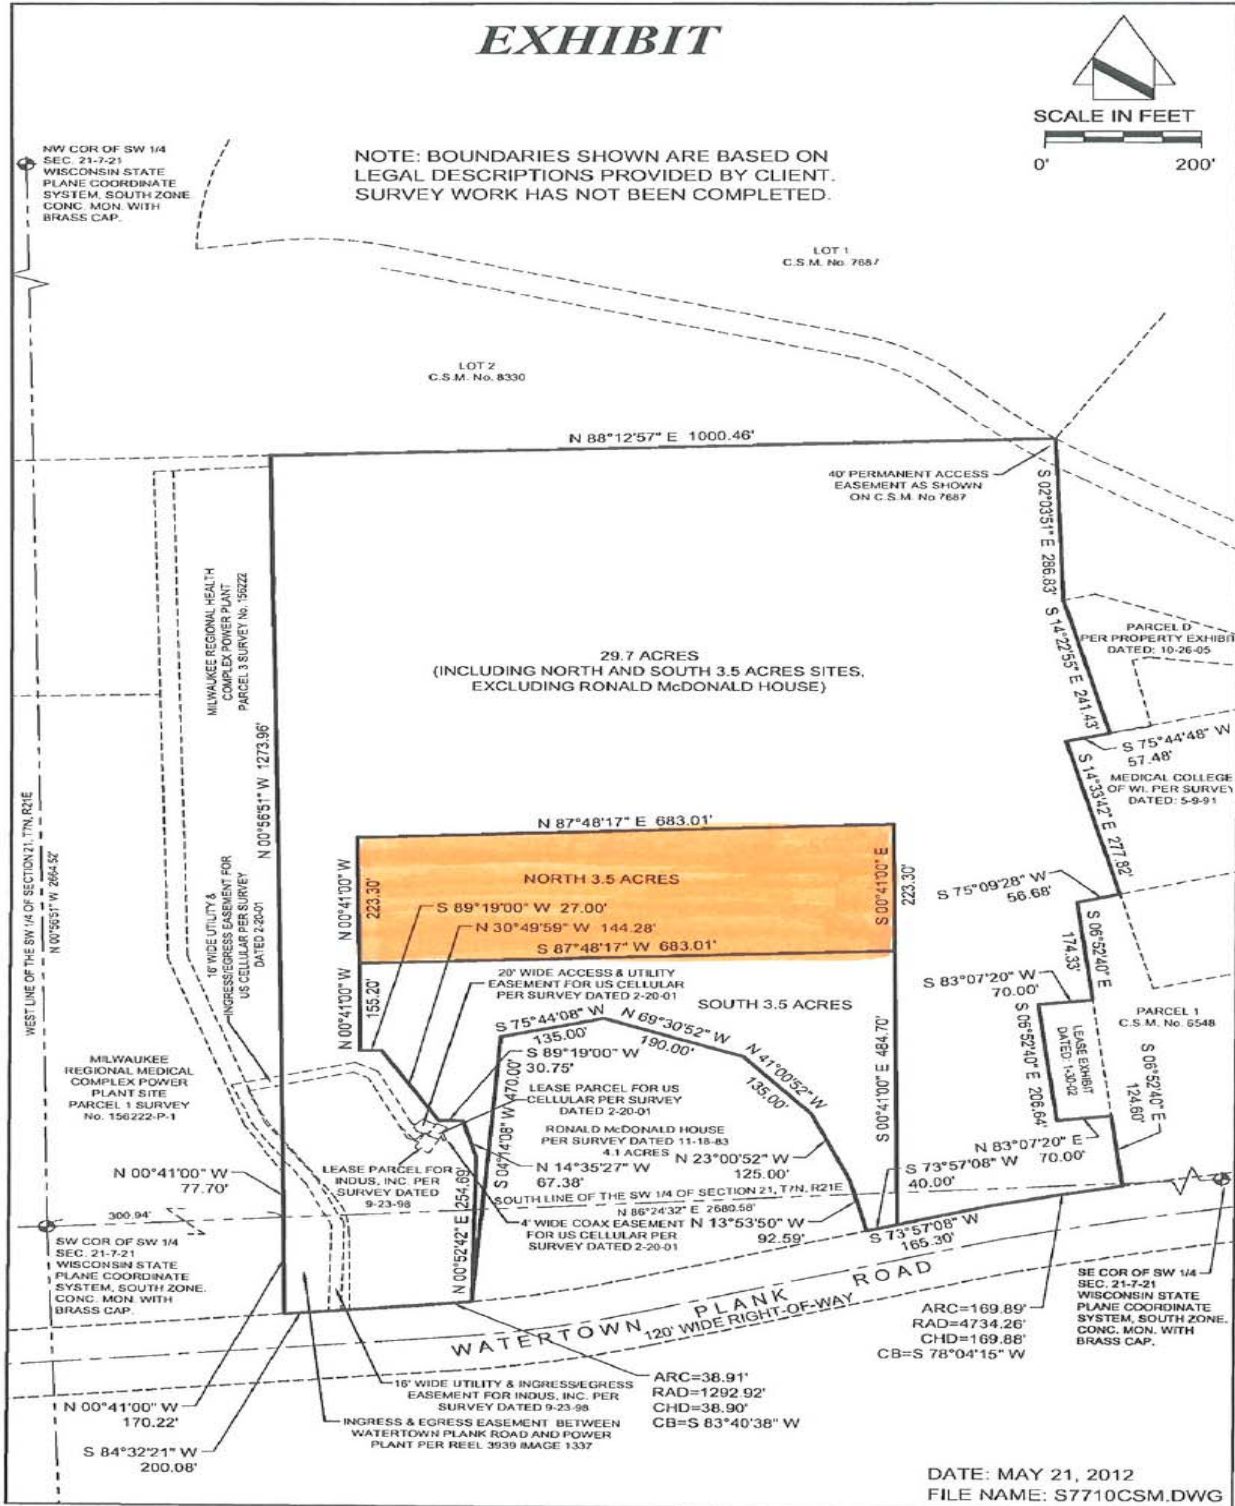 EXHIBIT
SCALE IN FEET
0' 200'
NW COR OF SW 1/4
SEC. 21-7-21
WISCONSIN STATE
PLANE COORDINATE
SYSTEM, SOUTH ZONE.
CONC. MON. WITH
BRASS CAP.
NOTE: BOUNDARIES SHOWN ARE BASED ON
LEGAL DESCRIPTIONS PROVIDED BY CLIENT.
SURVEY WORK HAS NOT BEEN COMPLETED.
LOT 1
C.S.M. No. 7687
LOT 2
C.S.M. No. 8330
N 88°12'57" E 1000.46'
40' PERMANENT ACCESS
EASEMENT AS SHOWN
ON C.S.M. No 7687
S 02°03'51" E 286.83'
S 14°22'55" E 241.43'
PARCEL D
PER PROPERTY EXHIBIT
DATED: 10-26-05
MILWAUKEE REGIONAL HEALTH
COMPLEX POWER PLANT
PARCEL 3 SURVEY No. 156222
29.7 ACRES
(INCLUDING NORTH AND SOUTH 3.5 ACRES SITES,
EXCLUDING RONALD McDONALD HOUSE)
N 00°56'51" W 1273.96'
S 75°44'48" W
57.48'
S 14°33'42" E 277.82'
MEDICAL COLLEGE
OF WI. PER SURVEY
DATED: 5-9-91
WEST LINE OF THE SW 1/4 OF SECTION 21, T7N, R21E
N 00°56'51" W 2664.52'
N 87°48'17" E 683.01'
N 00°41'00" W
223.30'
NORTH 3.5 ACRES
S 00°41'00" E
223.30'
S 75°09'28" W
56.68'
S 89°19'00" W 27.00'
N 30°49'59" W 144.28'
S 87°48'17" W 683.01'
16' WIDE UTILITY &
INGRESS/EGRESS EASEMENT FOR
US CELLULAR PER SURVEY
DATED 2-20-01
N 00°41'00" W
155.20'
20' WIDE ACCESS & UTILITY
EASEMENT FOR US CELLULAR
PER SURVEY DATED 2-20-01
SOUTH 3.5 ACRES
S 06°52'40" E
174.33'
S 83°07'20" W
70.00'
S 75°44'08" W
135.00'
N 69°30'52" W
190.00'
N 41°00'52" W
135.00'
S 00°41'00" E 484.70'
S 06°52'40" E 206.64'
LEASE EXHIBIT
DATED: 1-30-02
PARCEL 1
C.S.M. No. 6548
S 06°52'40" E
124.60'
MILWAUKEE
REGIONAL MEDICAL
COMPLEX POWER
PLANT SITE
PARCEL 1 SURVEY
No. 156222-P-1
S 89°19'00" W
30.75'
LEASE PARCEL FOR US
CELLULAR PER SURVEY
DATED 2-20-01
S 04°14'08" W 470.00'
RONALD McDONALD HOUSE
PER SURVEY DATED 11-18-83
4.1 ACRES
N 23°00'52" W
125.00'
N 83°07'20" E
70.00'
N 14°35'27" W
67.38'
S 73°57'08" W
40.00'
LEASE PARCEL FOR
INDUS, INC. PER
SURVEY DATED
9-23-98
N 00°41'00" W
77.70'
300.94'
SOUTH LINE OF THE SW 1/4 OF SECTION 21, T7N, R21E
N 86°24'32" E 2680.58'
N 00°52'42" E 254.69'
4' WIDE COAX EASEMENT
FOR US CELLULAR PER
SURVEY DATED 2-20-01
N 13°53'50" W
92.59'
S 73°57'08" W
165.30'
SW COR OF SW 1/4
SEC. 21-7-21
WISCONSIN STATE
PLANE COORDINATE
SYSTEM, SOUTH ZONE.
CONC. MON. WITH
BRASS CAP.
SE COR OF SW 1/4
SEC. 21-7-21
WISCONSIN STATE
PLANE COORDINATE
SYSTEM, SOUTH ZONE.
CONC. MON. WITH
BRASS CAP.
WATERTOWN PLANK ROAD
120' WIDE RIGHT-OF-WAY
ARC=169.89'
RAD=4734.26'
CHD=169.88'
CB=S 78°04'15" W
ARC=38.91'
RAD=1292.92'
CHD=38.90'
CB=S 83°40'38" W
16' WIDE UTILITY & INGRESS/EGRESS
EASEMENT FOR INDUS, INC. PER
SURVEY DATED 9-23-98
N 00°41'00" W
170.22'
INGRESS & EGRESS EASEMENT BETWEEN
WATERTOWN PLANK ROAD AND POWER
PLANT PER REEL 3939 IMAGE 1337
S 84°32'21" W
200.08'
DATE: MAY 21, 2012
FILE NAME: S7710CSM.DWG